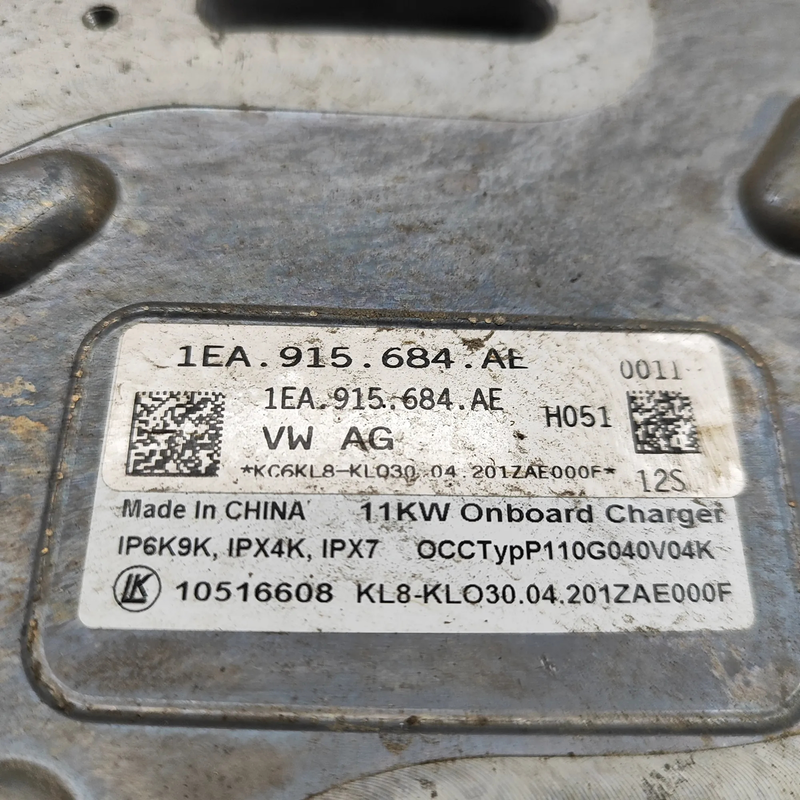 1EA.915.684.AE 0011
1EA.915.684.AE H051
VW AG
*KC6KL8-KLO30.04.201ZAE000F* 12S
Made In CHINA 11KW Onboard Charger
IP6K9K, IPX4K, IPX7 OCCTypP110G040V04K
LK 10516608 KL8-KLO30.04.201ZAE000F